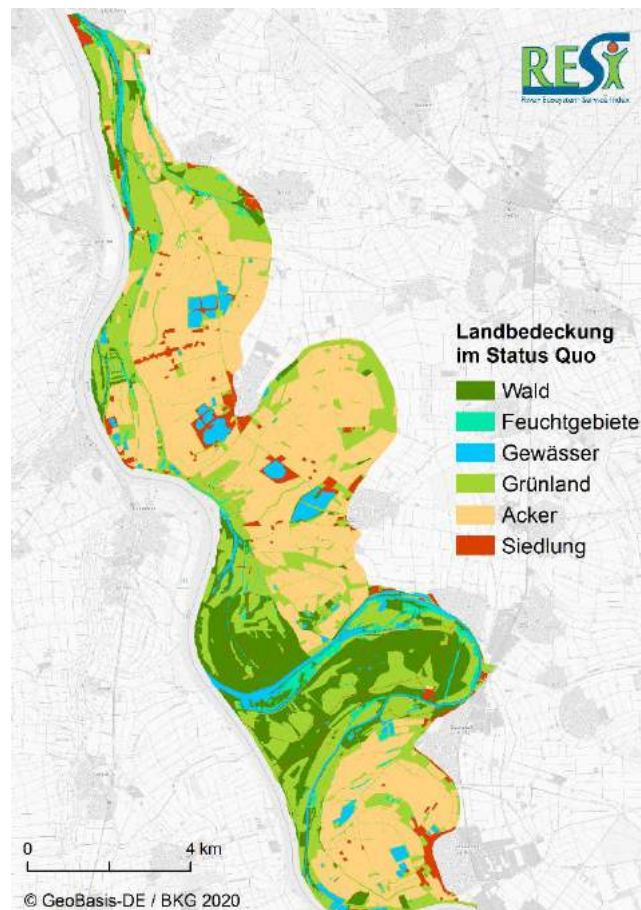 RESI
River Ecosystem Service Index
Landbedeckung
im Status Quo
Wald
Feuchtgebiete
Gewässer
Grünland
Acker
Siedlung
0 4 km
© GeoBasis-DE / BKG 2020